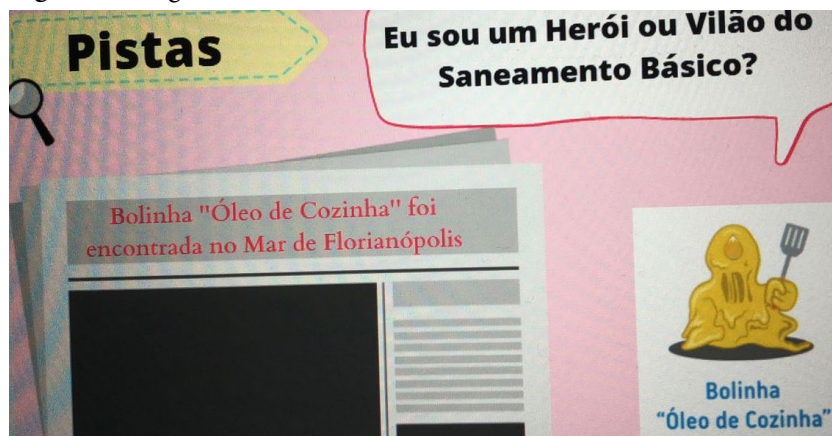 Pistas
Eu sou um Herói ou Vilão do
Saneamento Básico?
Bolinha "Óleo de Cozinha" foi
encontrada no Mar de Florianópolis
Bolinha
"Óleo de Cozinha"